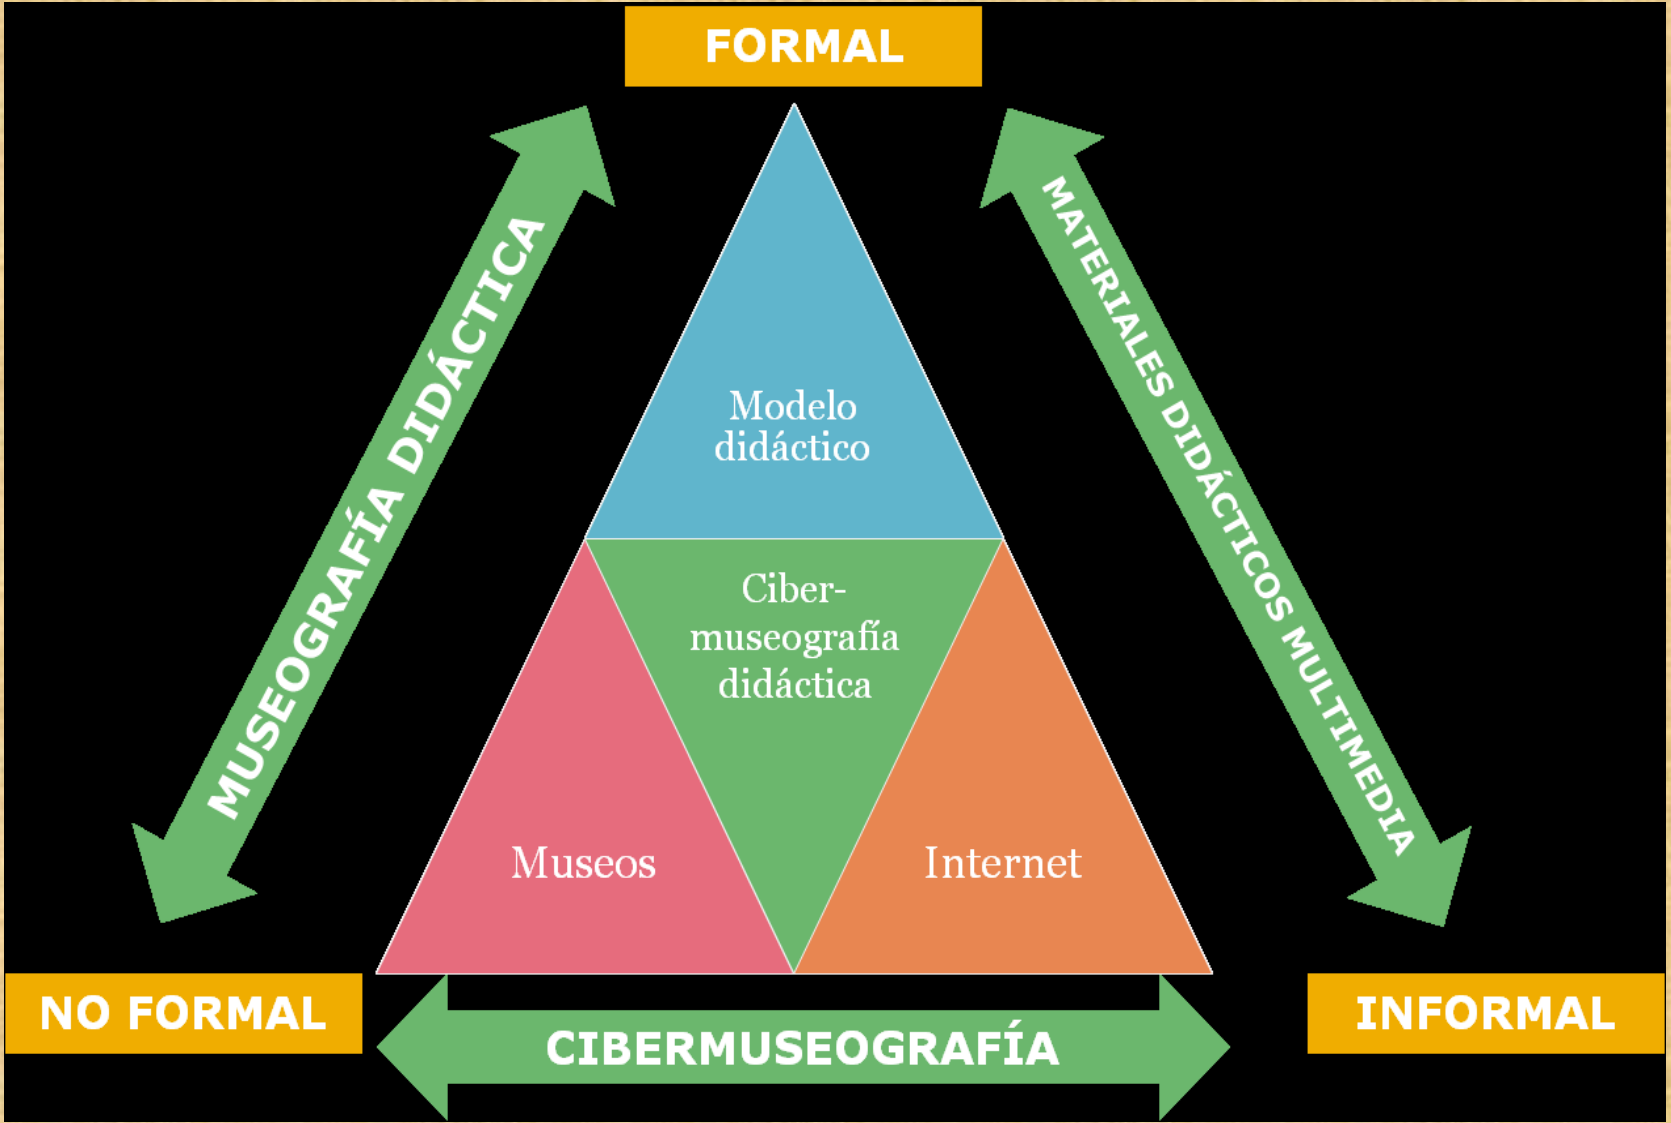 FORMAL
MUSEOGRAFÍA DIDÁCTICA
MATERIALES DIDÁCTICOS MULTIMEDIA
Modelo
didáctico
Ciber-
museografía
didáctica
Museos
Internet
NO FORMAL
INFORMAL
CIBERMUSEOGRAFÍA